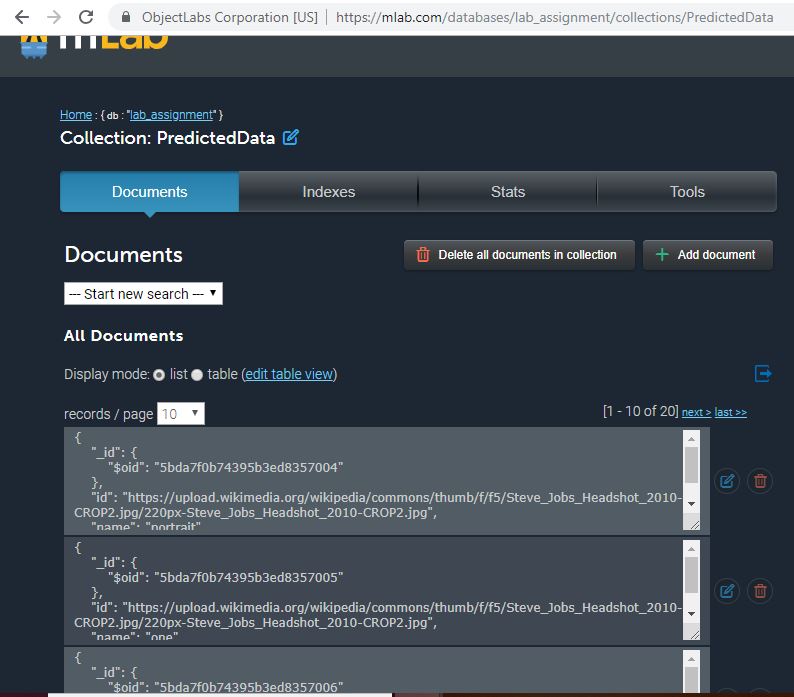 ObjectLabs Corporation [US] | https://mlab.com/databases/lab_assignment/collections/PredictedData
mLab
Home : { db : "lab_assignment" }
Collection: PredictedData
Documents Indexes Stats Tools
Documents
Delete all documents in collection
Add document
--- Start new search ---
All Documents
Display mode: list table (edit table view)
records / page 10
[1 - 10 of 20] next > last >>
{
"_id": {
"$oid": "5bda7f0b74395b3ed8357004"
},
"id": "https://upload.wikimedia.org/wikipedia/commons/thumb/f/f5/Steve_Jobs_Headshot_2010-
CROP2.jpg/220px-Steve_Jobs_Headshot_2010-CROP2.jpg",
"name": "portrait"
{
"_id": {
"$oid": "5bda7f0b74395b3ed8357005"
},
"id": "https://upload.wikimedia.org/wikipedia/commons/thumb/f/f5/Steve_Jobs_Headshot_2010-
CROP2.jpg/220px-Steve_Jobs_Headshot_2010-CROP2.jpg",
"name": "one"
{
"_id": {
"$oid": "5bda7f0b74395b3ed8357006"